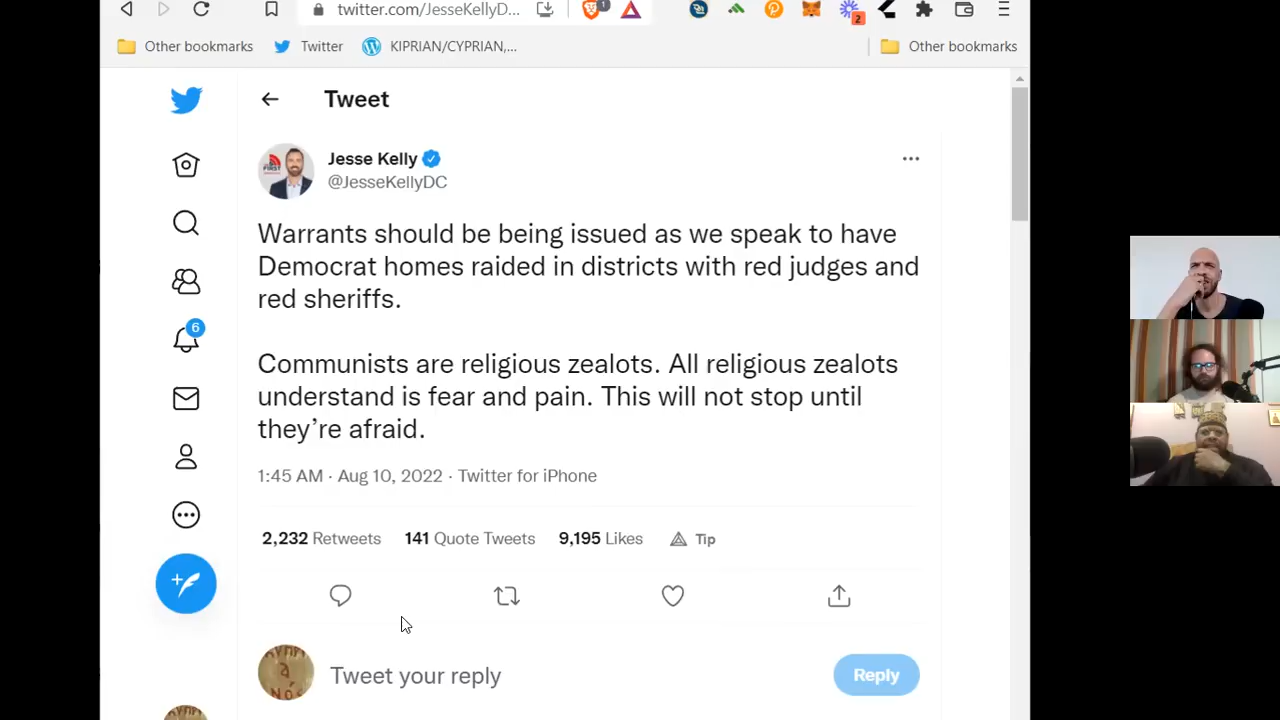 twitter.com/JesseKellyD...
1
2
Other bookmarks
Twitter
KIPRIAN/CYPRIAN,...
Other bookmarks
Tweet
Jesse Kelly
@JesseKellyDC
Warrants should be being issued as we speak to have
Democrat homes raided in districts with red judges and
red sheriffs.
Communists are religious zealots. All religious zealots
understand is fear and pain. This will not stop until
they’re afraid.
1:45 AM · Aug 10, 2022 · Twitter for iPhone
2,232 Retweets 141 Quote Tweets 9,195 Likes Tip
6
Tweet your reply
Reply